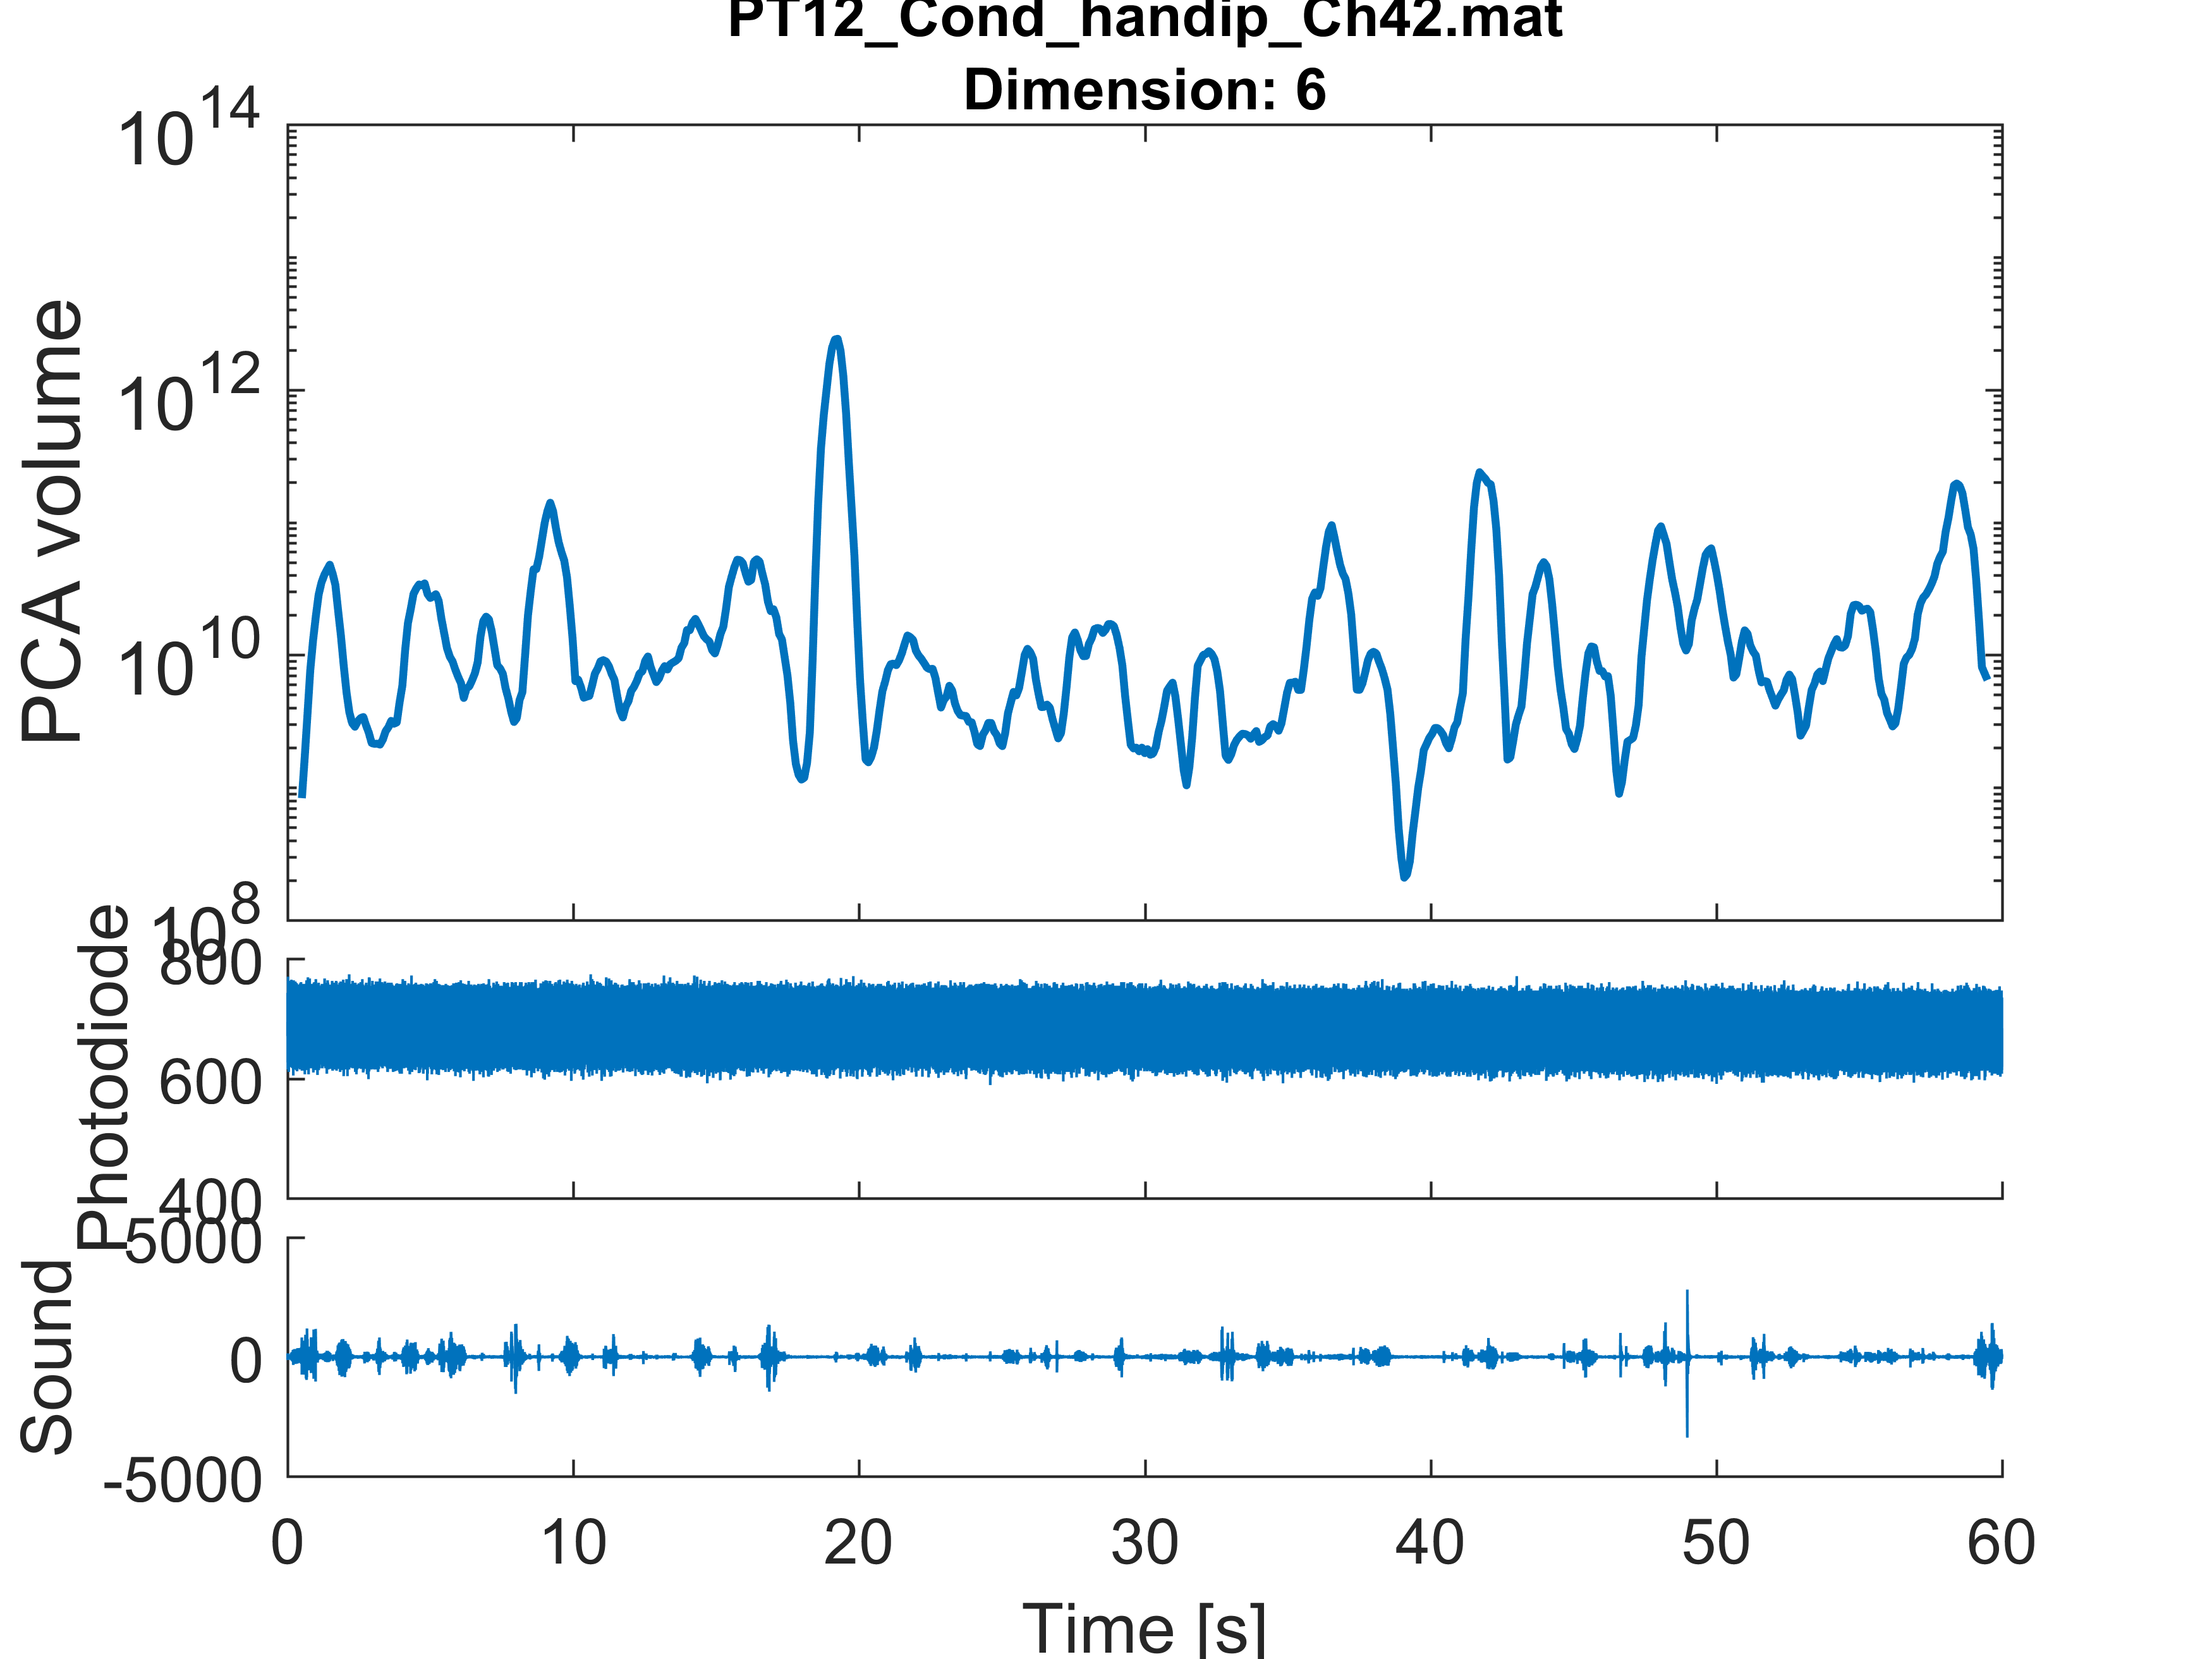 PT12_Cond_handip_Ch42.mat
Dimension: 6
10^14
10^12
10^10
10^8
PCA volume
800
600
400
Photodiode
5000
0
-5000
Sound
0 10 20 30 40 50 60
Time [s]